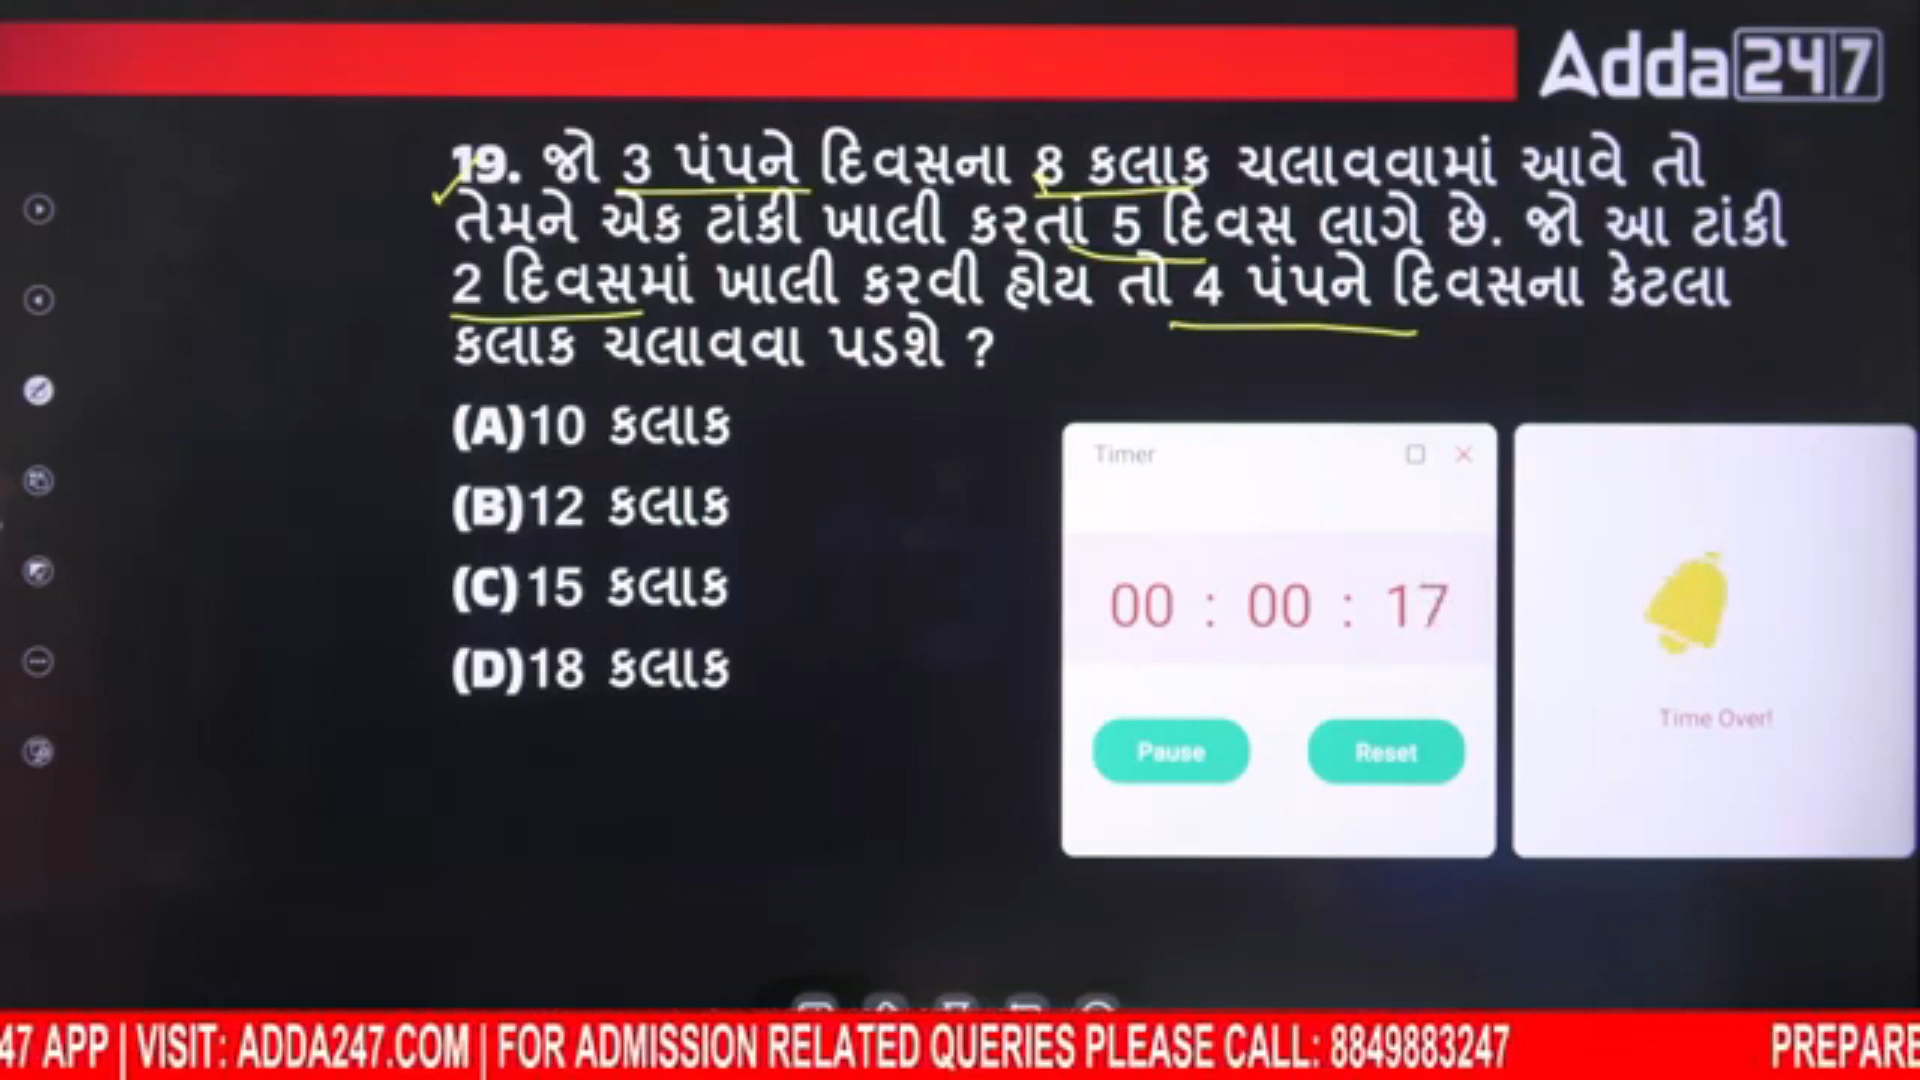 Adda247
19. જો 3 પંપને દિવસના 8 કલાક ચલાવવામાં આવે તો
તેમને એક ટાંકી ખાલી કરતાં 5 દિવસ લાગે છે. જો આ ટાંકી
2 દિવસમાં ખાલી કરવી હોય તો 4 પંપને દિવસના કેટલા
કલાક ચલાવવા પડશે ?
(A)10 કલાક
(B)12 કલાક
(C)15 કલાક
(D)18 કલાક
Timer
00 : 00 : 17
Pause
Reset
Time Over!
47 APP | VISIT: ADDA247.COM | FOR ADMISSION RELATED QUERIES PLEASE CALL: 8849883247
PREPARE